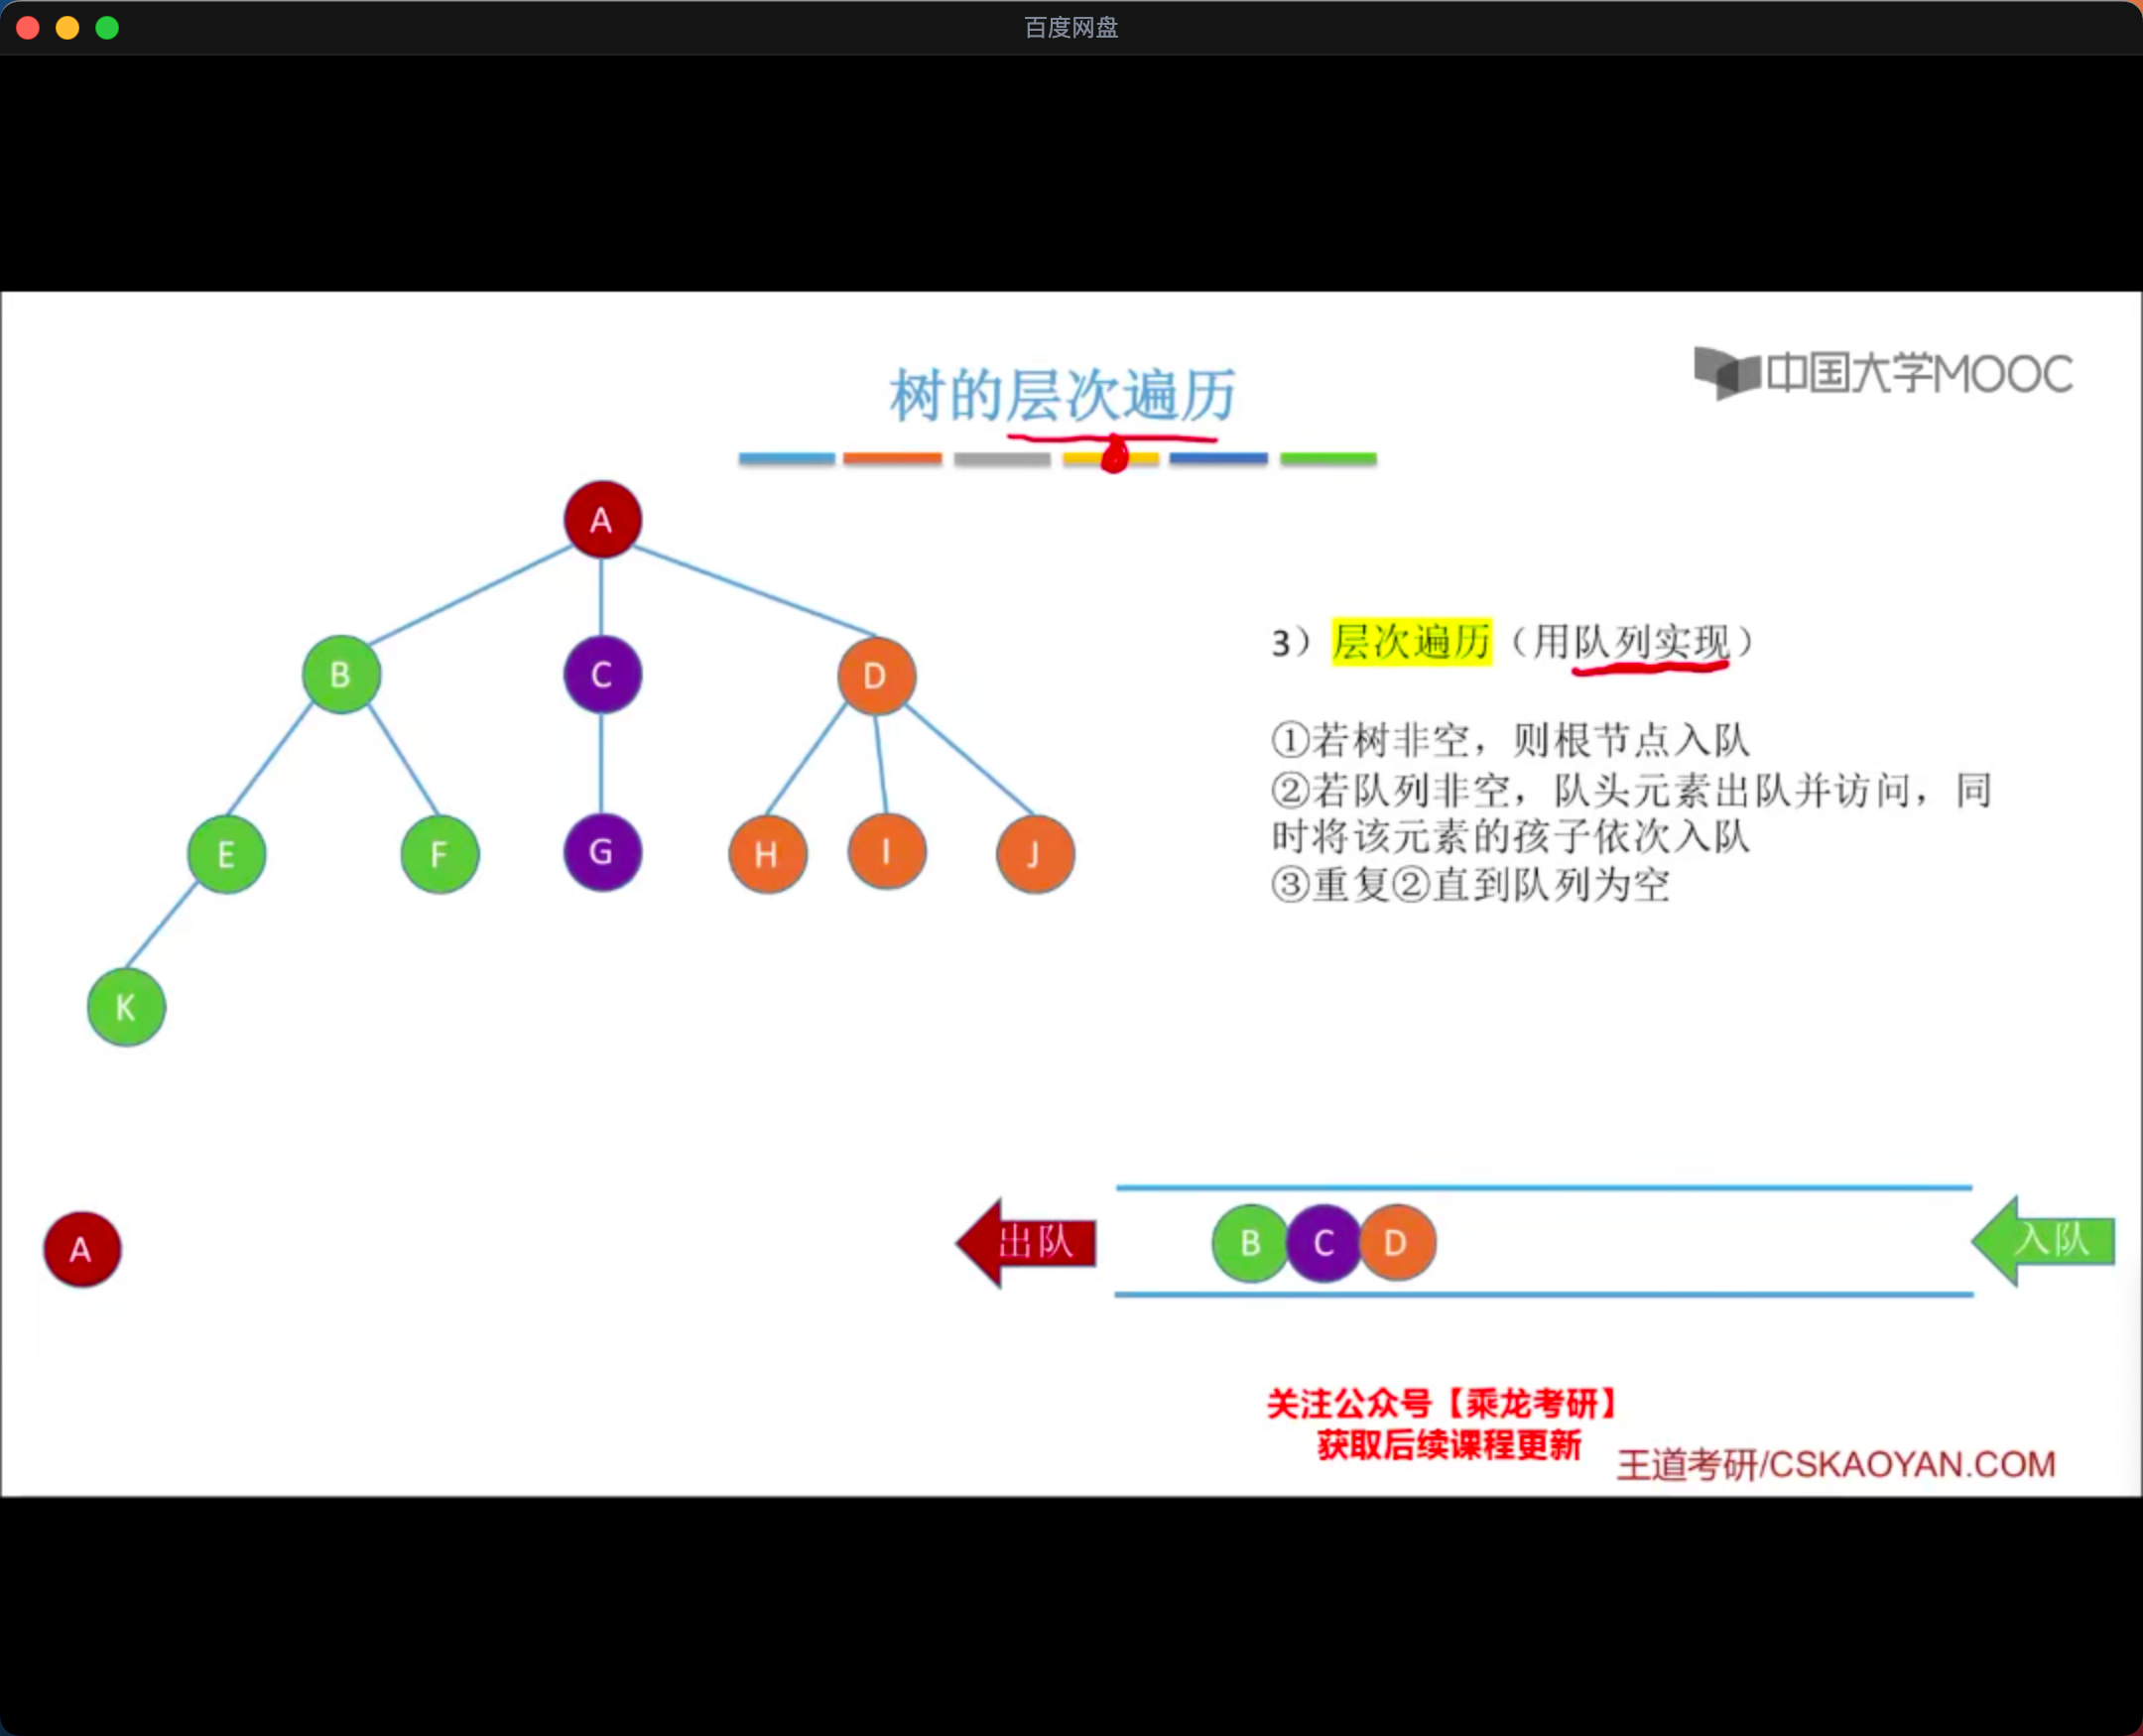 百度网盘
中国大学MOOC
树的层次遍历
A
B
C
D
E
F
G
H
I
J
K
3）层次遍历（用队列实现）
①若树非空，则根节点入队
②若队列非空，队头元素出队并访问，同
时将该元素的孩子依次入队
③重复②直到队列为空
A
出队
B
C
D
入队
关注公众号【乘龙考研】
获取后续课程更新
王道考研/CSKAOYAN.COM